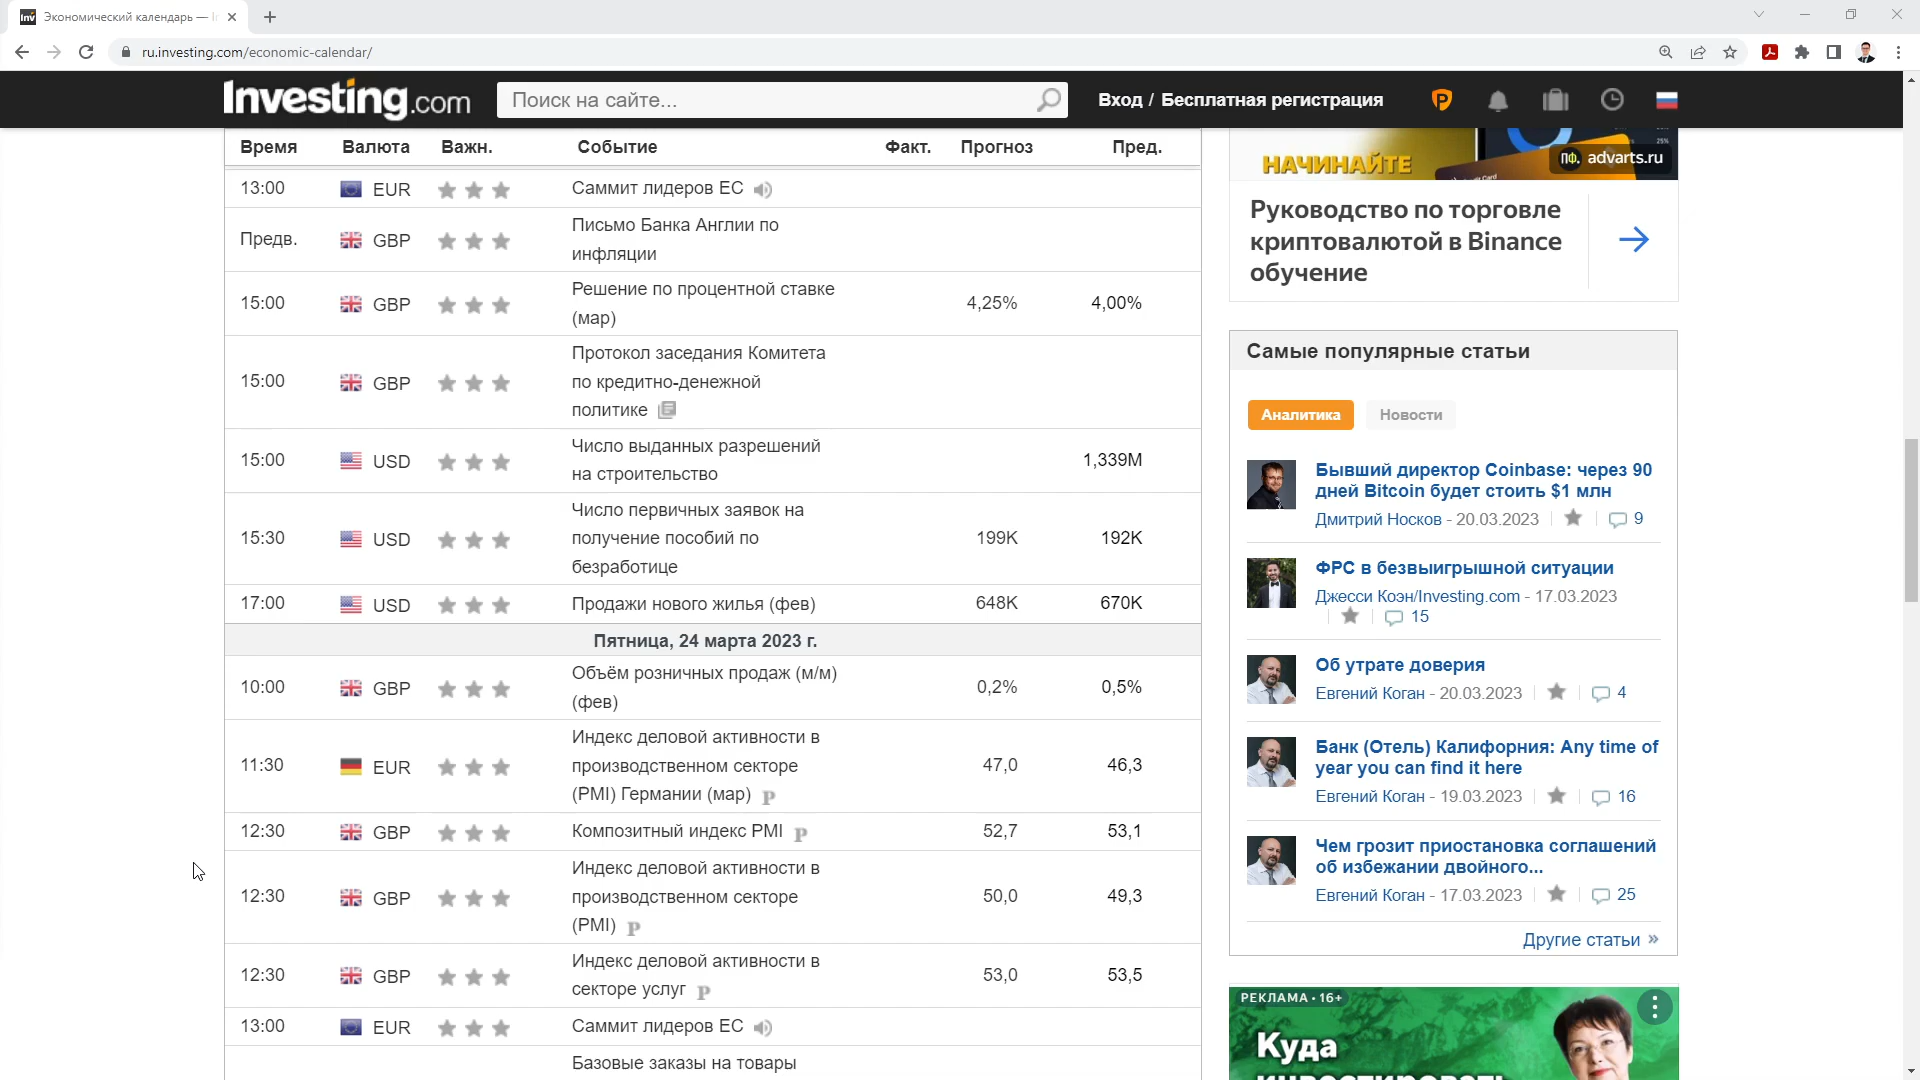 Экономический календарь —
ru.investing.com/economic-calendar/
Investing.com
Поиск на сайте...
Вход / Бесплатная регистрация
Время Валюта Важн. Событие Факт. Прогноз Пред.
13:00 EUR Саммит лидеров ЕС
Предв. GBP Письмо Банка Англии по
инфляции
15:00 GBP Решение по процентной ставке
(мар) 4,25% 4,00%
15:00 GBP Протокол заседания Комитета
по кредитно-денежной
политике
15:00 USD Число выданных разрешений
на строительство 1,339M
15:30 USD Число первичных заявок на
получение пособий по
безработице 199K 192K
17:00 USD Продажи нового жилья (фев) 648K 670K
Пятница, 24 марта 2023 г.
10:00 GBP Объём розничных продаж (м/м)
(фев) 0,2% 0,5%
11:30 EUR Индекс деловой активности в
производственном секторе
(PMI) Германии (мар) P 47,0 46,3
12:30 GBP Композитный индекс PMI P 52,7 53,1
12:30 GBP Индекс деловой активности в
производственном секторе
(PMI) P 50,0 49,3
12:30 GBP Индекс деловой активности в
секторе услуг P 53,0 53,5
13:00 EUR Саммит лидеров ЕС
Базовые заказы на товары
НАЧИНАЙТЕ
advarts.ru
Руководство по торговле
криптовалютой в Binance
обучение
Самые популярные статьи
Аналитика Новости
Бывший директор Coinbase: через 90
дней Bitcoin будет стоить $1 млн
Дмитрий Носков - 20.03.2023 9
ФРС в безвыигрышной ситуации
Джесси Коэн/Investing.com - 17.03.2023
15
Об утрате доверия
Евгений Коган - 20.03.2023 4
Банк (Отель) Калифорния: Any time of
year you can find it here
Евгений Коган - 19.03.2023 16
Чем грозит приостановка соглашений
об избежании двойного...
Евгений Коган - 17.03.2023 25
Другие статьи »
РЕКЛАМА • 16+
Куда
инвестировать